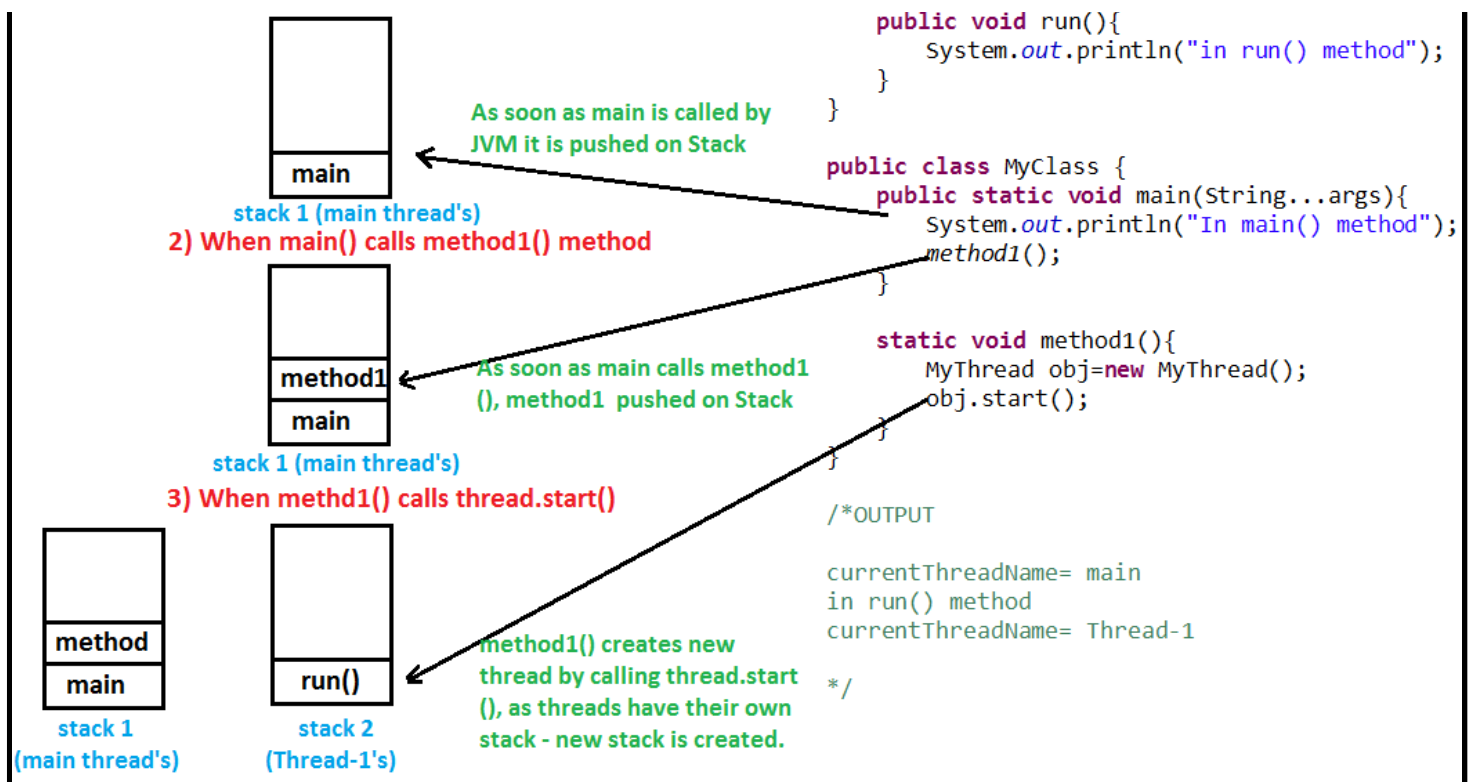 main
stack 1 (main thread's)
As soon as main is called by
JVM it is pushed on Stack
2) When main() calls method1() method
method1
main
stack 1 (main thread's)
As soon as main calls method1
(), method1 pushed on Stack
3) When methd1() calls thread.start()
method
main
stack 1
(main thread's)
run()
stack 2
(Thread-1's)
method1() creates new
thread by calling thread.start
(), as threads have their own
stack - new stack is created.
public void run(){
System.out.println("in run() method");
}
}
public class MyClass {
public static void main(String...args){
System.out.println("In main() method");
method1();
}
static void method1(){
MyThread obj=new MyThread();
obj.start();
}
}
/*OUTPUT
currentThreadName= main
in run() method
currentThreadName= Thread-1
*/